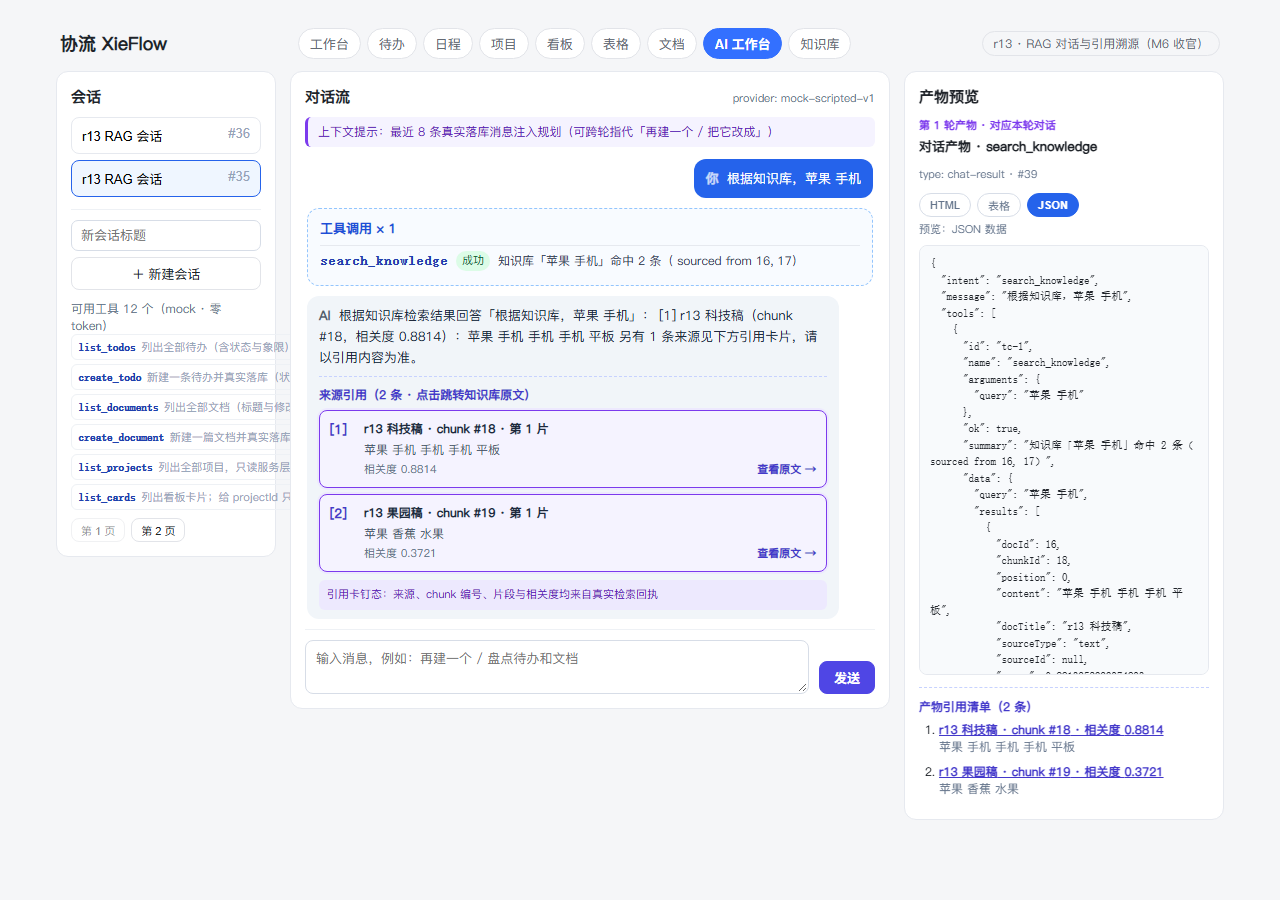 协流 XieFlow
工作台 待办 日程 项目 看板 表格 文档 AI 工作台 知识库
r13 · RAG 对话与引用溯源（M6 收官）
会话
r13 RAG 会话 #36
r13 RAG 会话 #35
新会话标题
＋ 新建会话
可用工具 12 个（mock · 零
token）
list_todos 列出全部待办（含状态与象限）
create_todo 新建一条待办并真实落库（状
list_documents 列出全部文档（标题与修改
create_document 新建一篇文档并真实落库
list_projects 列出全部项目，只读服务层
list_cards 列出看板卡片；给 projectId 只
第 1 页 第 2 页
对话流
provider: mock-scripted-v1
上下文提示：最近 8 条真实落库消息注入规划（可跨轮指代「再建一个 / 把它改成」）
你 根据知识库，苹果 手机
工具调用 × 1
search_knowledge 成功 知识库「苹果 手机」命中 2 条（ sourced from 16, 17）
AI 根据知识库检索结果回答「根据知识库，苹果 手机」： [1] r13 科技稿（chunk
#18，相关度 0.8814）：苹果 手机 手机 手机 平板 另有 1 条来源见下方引用卡片，请
以引用内容为准。
来源引用（2 条 · 点击跳转知识库原文）
[1] r13 科技稿 · chunk #18 · 第 1 片
苹果 手机 手机 手机 平板
相关度 0.8814 查看原文 →
[2] r13 果园稿 · chunk #19 · 第 1 片
苹果 香蕉 水果
相关度 0.3721 查看原文 →
引用卡钉态：来源、chunk 编号、片段与相关度均来自真实检索回执
输入消息，例如：再建一个 / 盘点待办和文档
发送
产物预览
第 1 轮产物 · 对应本轮对话
对话产物 · search_knowledge
type: chat-result · #39
HTML 表格 JSON
预览：JSON 数据
{
"intent": "search_knowledge",
"message": "根据知识库，苹果 手机",
"tools": [
{
"id": "tc-1",
"name": "search_knowledge",
"arguments": {
"query": "苹果 手机"
},
"ok": true,
"summary": "知识库「苹果 手机」命中 2 条（
sourced from 16, 17）",
"data": {
"query": "苹果 手机",
"results": [
{
"docId": 16,
"chunkId": 18,
"position": 0,
"content": "苹果 手机 手机 手机 平
板",
"docTitle": "r13 科技稿",
"sourceType": "text",
"sourceId": null,
产物引用清单（2 条）
1. r13 科技稿 · chunk #18 · 相关度 0.8814
苹果 手机 手机 手机 平板
2. r13 果园稿 · chunk #19 · 相关度 0.3721
苹果 香蕉 水果